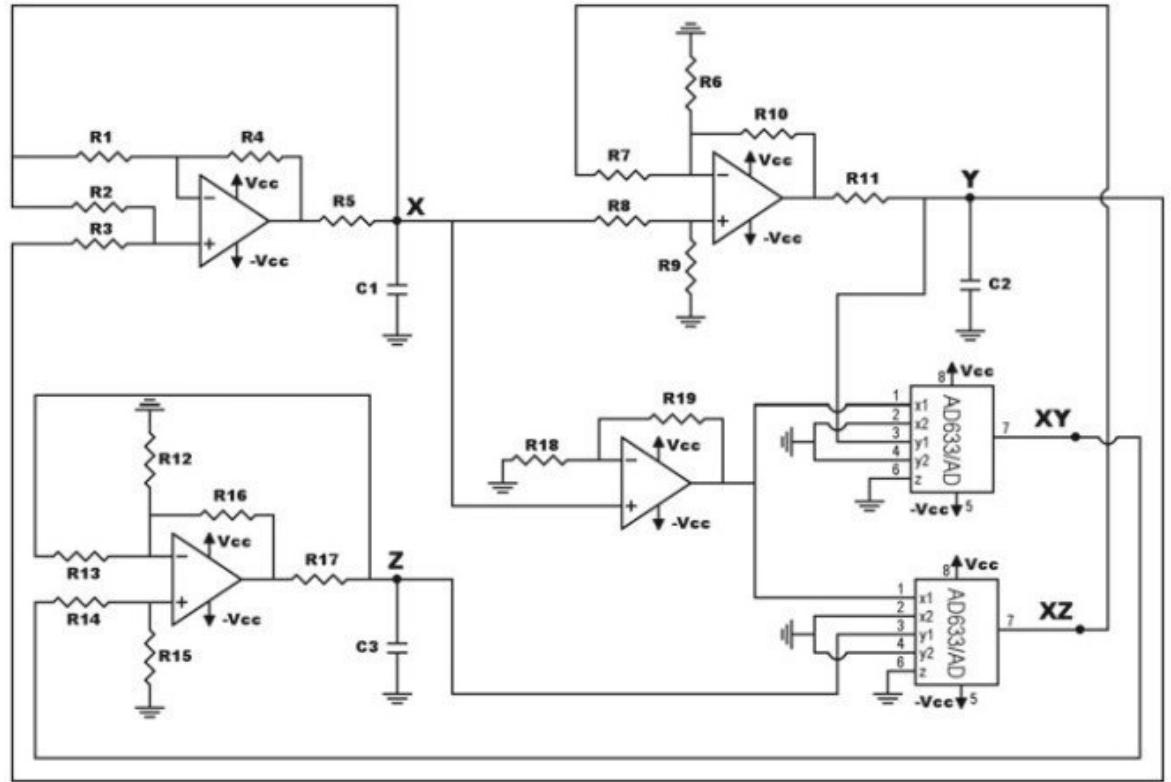 R6
R10
R1
R4
R7
Vcc
Vcc
R2
R5
X
R8
R11
Y
R3
-Vcc
-Vcc
R9
C1
C2
8
Vcc
R19
1
x1
2
x2
3
y1
4
y2
6
z
AD633/AD
7
XY
-Vcc
5
R18
Vcc
-Vcc
R12
R16
Vcc
R13
R17
Z
R14
-Vcc
R15
C3
8
Vcc
1
x1
2
x2
3
y1
4
y2
6
z
AD633/AD
7
XZ
-Vcc
5